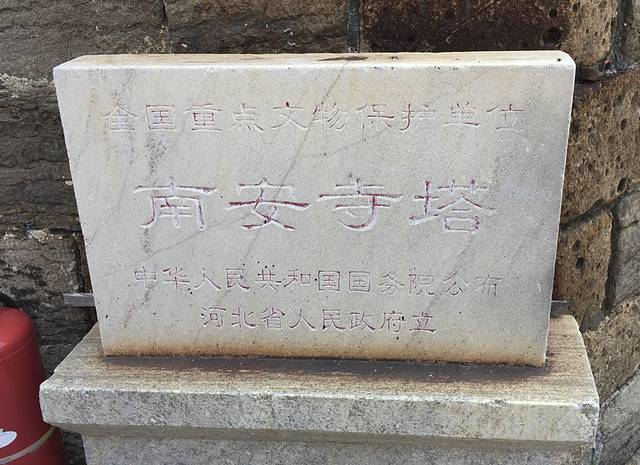 全国重点文物保护单位
南安寺塔
中华人民共和国国务院公布
河北省人民政府立